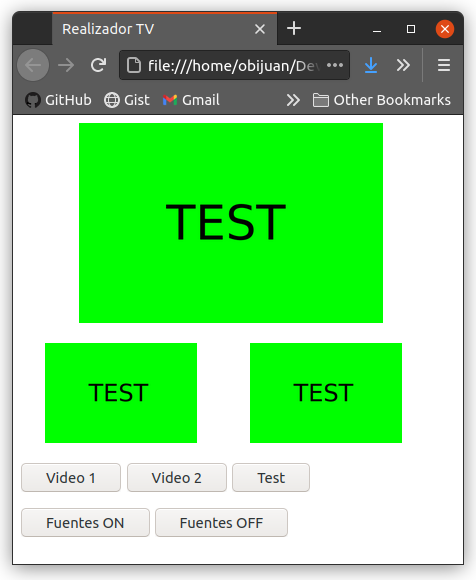 Realizador TV
file:///home/obijuan/Dev
GitHub Gist Gmail Other Bookmarks
TEST
TEST TEST
Video 1 Video 2 Test
Fuentes ON Fuentes OFF